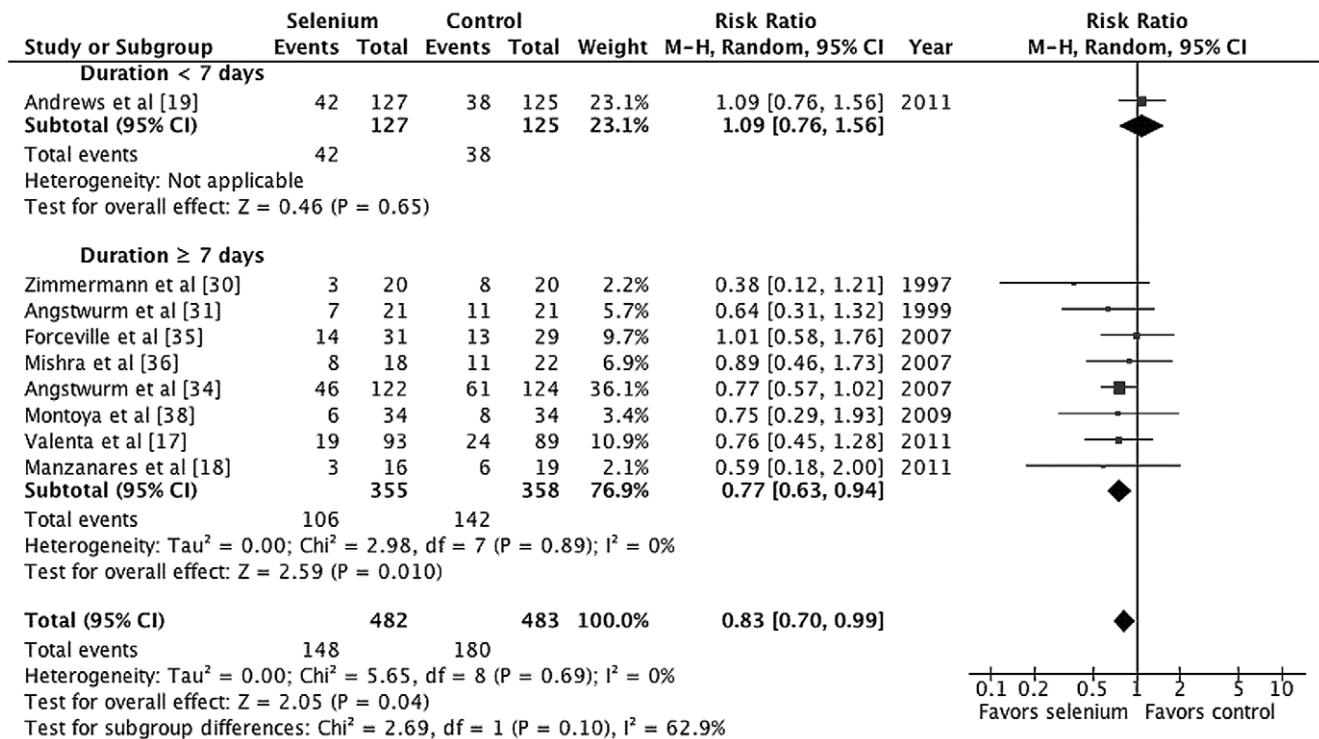 Selenium Control Risk Ratio Risk Ratio
Study or Subgroup Events Total Events Total Weight M-H, Random, 95% CI Year M-H, Random, 95% CI
Duration < 7 days
Andrews et al [19] 42 127 38 125 23.1% 1.09 [0.76, 1.56] 2011
Subtotal (95% CI) 127 125 23.1% 1.09 [0.76, 1.56]
Total events 42 38
Heterogeneity: Not applicable
Test for overall effect: Z = 0.46 (P = 0.65)
Duration ≥ 7 days
Zimmermann et al [30] 3 20 8 20 2.2% 0.38 [0.12, 1.21] 1997
Angstwurm et al [31] 7 21 11 21 5.7% 0.64 [0.31, 1.32] 1999
Forceville et al [35] 14 31 13 29 9.7% 1.01 [0.58, 1.76] 2007
Mishra et al [36] 8 18 11 22 6.9% 0.89 [0.46, 1.73] 2007
Angstwurm et al [34] 46 122 61 124 36.1% 0.77 [0.57, 1.02] 2007
Montoya et al [38] 6 34 8 34 3.4% 0.75 [0.29, 1.93] 2009
Valenta et al [17] 19 93 24 89 10.9% 0.76 [0.45, 1.28] 2011
Manzanares et al [18] 3 16 6 19 2.1% 0.59 [0.18, 2.00] 2011
Subtotal (95% CI) 355 358 76.9% 0.77 [0.63, 0.94]
Total events 106 142
Heterogeneity: Tau² = 0.00; Chi² = 2.98, df = 7 (P = 0.89); I² = 0%
Test for overall effect: Z = 2.59 (P = 0.010)
Total (95% CI) 482 483 100.0% 0.83 [0.70, 0.99]
Total events 148 180
Heterogeneity: Tau² = 0.00; Chi² = 5.65, df = 8 (P = 0.69); I² = 0%
Test for overall effect: Z = 2.05 (P = 0.04)
Test for subgroup differences: Chi² = 2.69, df = 1 (P = 0.10), I² = 62.9%
0.1 0.2 0.5 1 2 5 10
Favors selenium Favors control